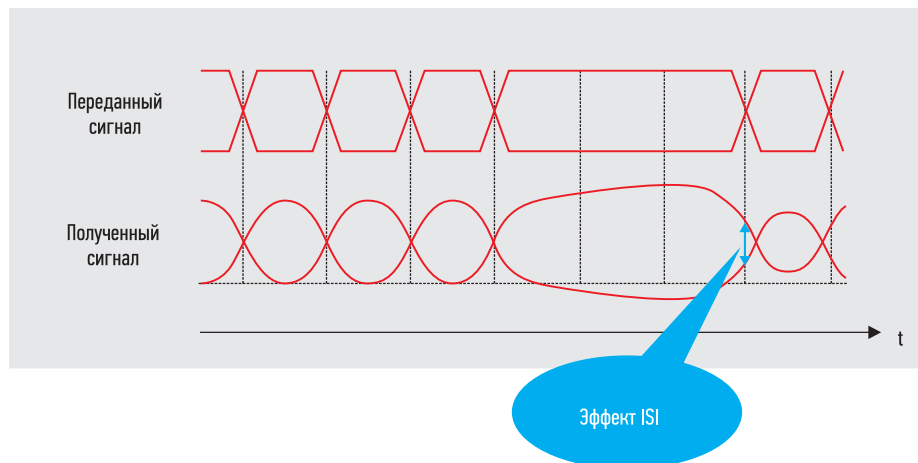 Переданный
сигнал
Полученный
сигнал
t
Эффект ISI